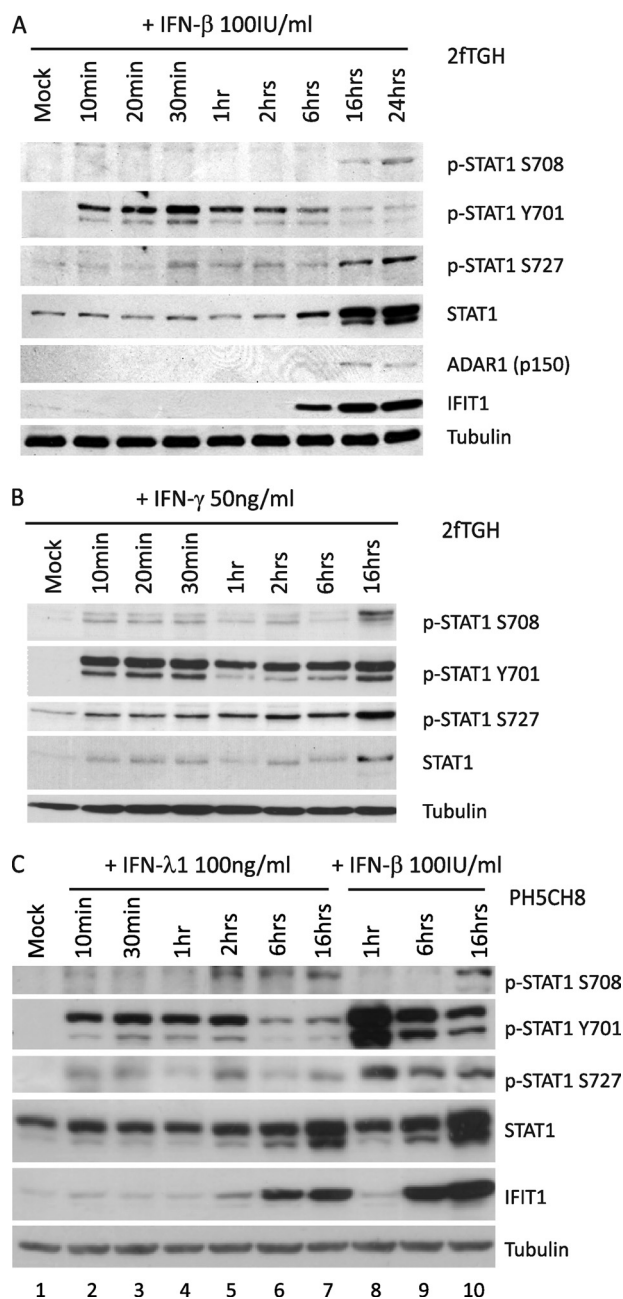 A
+ IFN-β 100IU/ml
2fTGH
Mock 10min 20min 30min 1hr 2hrs 6hrs 16hrs 24hrs
p-STAT1 S708
p-STAT1 Y701
p-STAT1 S727
STAT1
ADAR1 (p150)
IFIT1
Tubulin
B
+ IFN-γ 50ng/ml
2fTGH
Mock 10min 20min 30min 1hr 2hrs 6hrs 16hrs
p-STAT1 S708
p-STAT1 Y701
p-STAT1 S727
STAT1
Tubulin
C
+ IFN-λ1 100ng/ml + IFN-β 100IU/ml
PH5CH8
Mock 10min 30min 1hr 2hrs 6hrs 16hrs 1hr 6hrs 16hrs
p-STAT1 S708
p-STAT1 Y701
p-STAT1 S727
STAT1
IFIT1
Tubulin
1 2 3 4 5 6 7 8 9 10